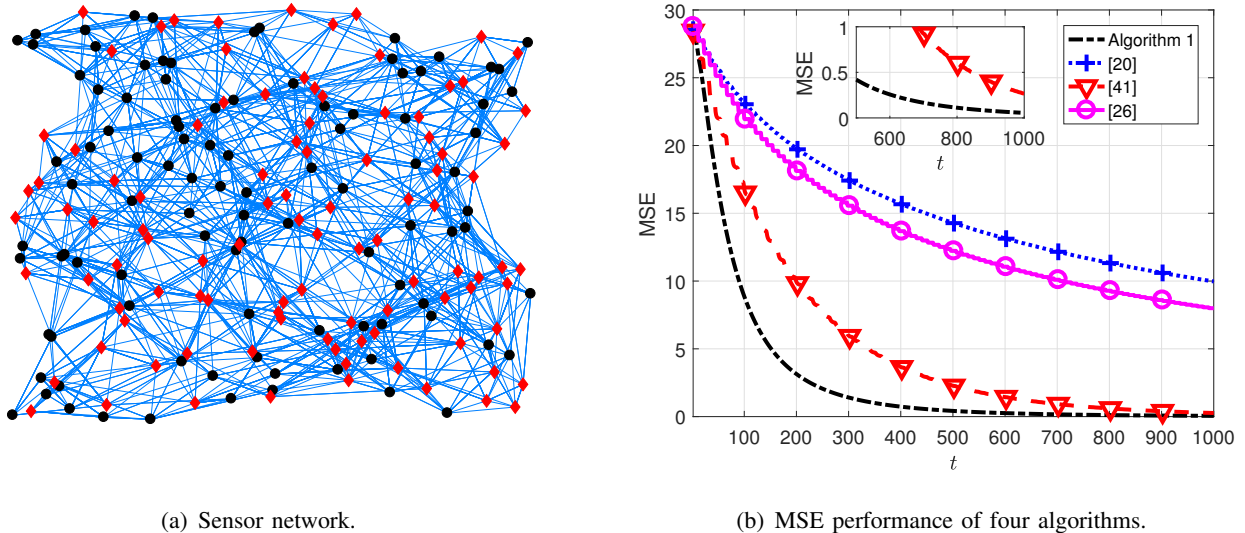 30
25
20
15
10
5
0
MSE
100 200 300 400 500 600 700 800 900 1000
t
1
0.5
0
MSE
600 800 1000
t
Algorithm 1
[20]
[41]
[26]
(a) Sensor network.
(b) MSE performance of four algorithms.